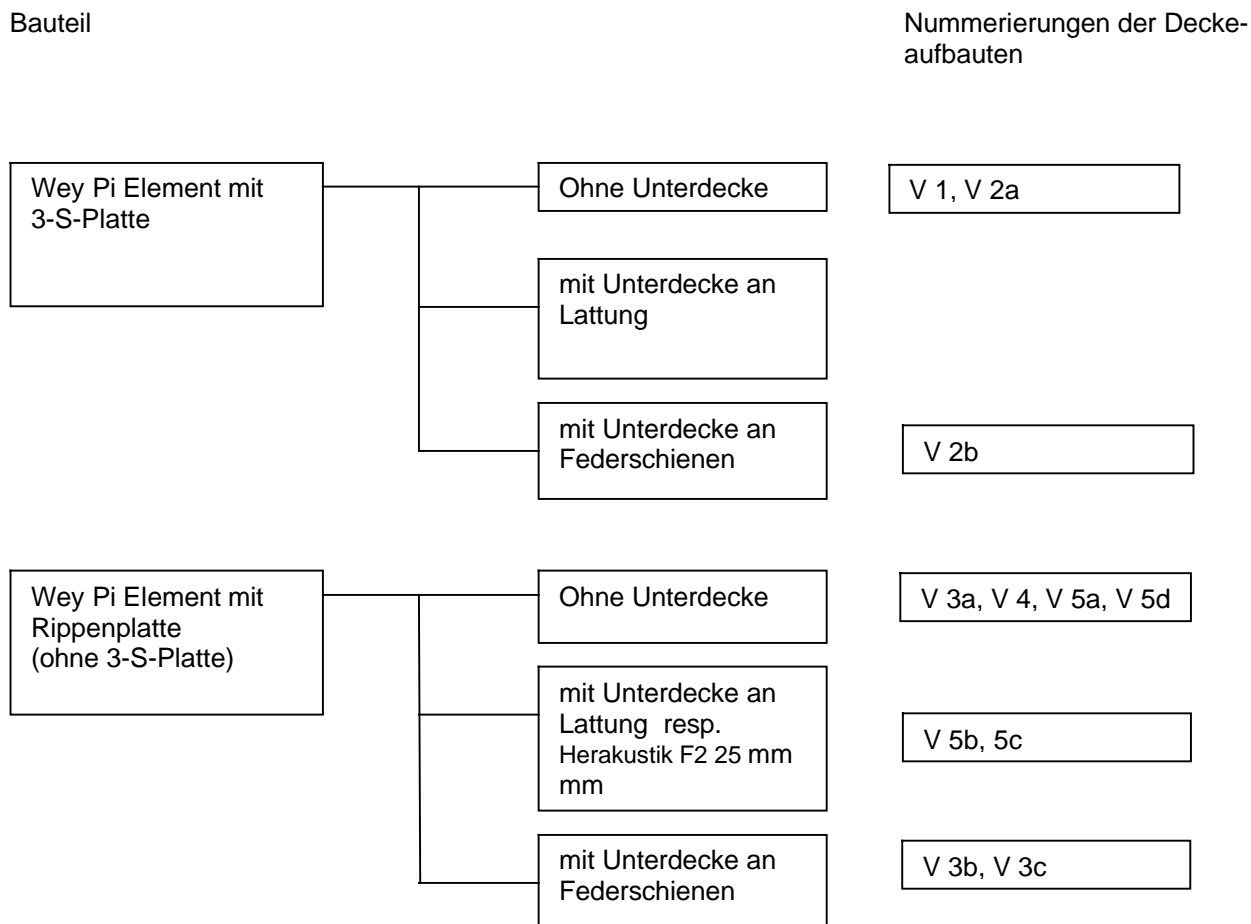 Bauteil
Nummerierungen der Decke-
aufbauten
Wey Pi Element mit
3-S-Platte
Ohne Unterdecke
V 1, V 2a
mit Unterdecke an
Lattung
mit Unterdecke an
Federschienen
V 2b
Wey Pi Element mit
Rippenplatte
(ohne 3-S-Platte)
Ohne Unterdecke
V 3a, V 4, V 5a, V 5d
mit Unterdecke an
Lattung resp.
Herakustik F2 25 mm
mm
V 5b, 5c
mit Unterdecke an
Federschienen
V 3b, V 3c